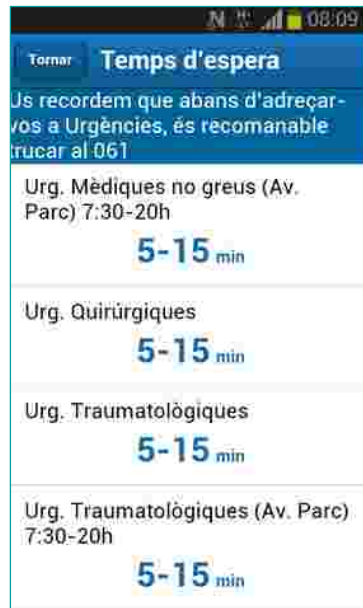 08:09
Tornar Temps d'espera
Us recordem que abans d'adreçar-
vos a Urgències, és recomanable
trucar al 061
Urg. Mèdiques no greus (Av.
Parc) 7:30-20h
5-15 min
Urg. Quirúrgiques
5-15 min
Urg. Traumatològiques
5-15 min
Urg. Traumatològiques (Av. Parc)
7:30-20h
5-15 min